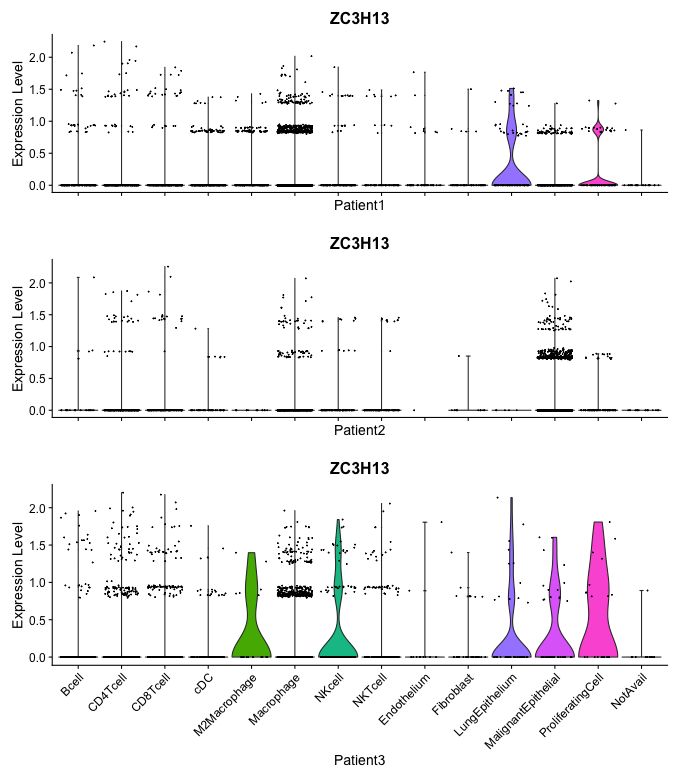 ZC3H13
Expression Level
2.0
1.5
1.0
0.5
0.0
Patient1
ZC3H13
Expression Level
2.0
1.5
1.0
0.5
0.0
Patient2
ZC3H13
Expression Level
2.0
1.5
1.0
0.5
0.0
Bcell
CD4Tcell
CD8Tcell
cDC
M2Macrophage
Macrophage
NKcell
NKTcell
Endothelium
Fibroblast
LungEpithelium
MalignantEpithelial
ProliferatingCell
NotAvail
Patient3